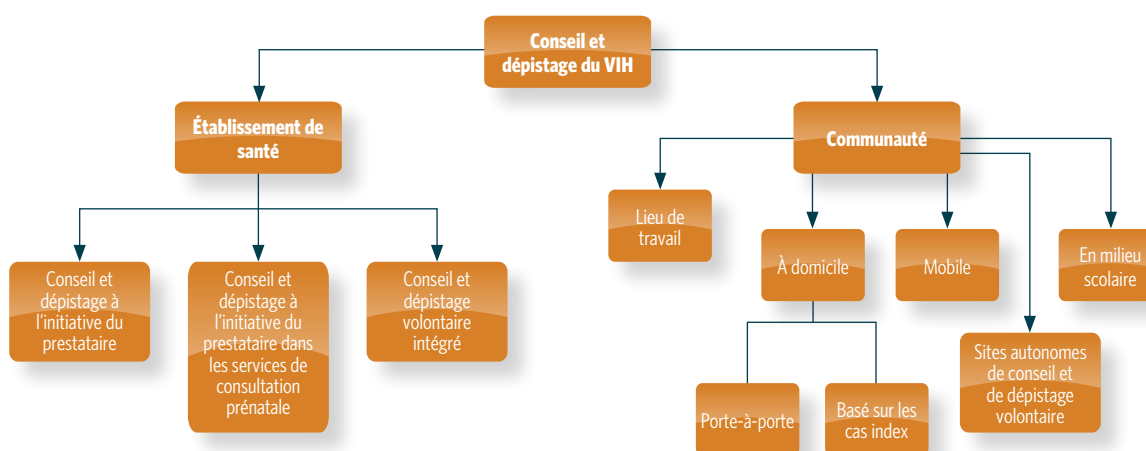 Conseil et
dépistage du VIH
Établissement de
santé
Communauté
Conseil et
dépistage à
l'initiative du
prestataire
Conseil et
dépistage à
l'initiative du
prestataire dans
les services de
consultation
prénatale
Conseil et
dépistage
volontaire
intégré
Lieu de
travail
À domicile
Mobile
En milieu
scolaire
Porte-à-porte
Basé sur les
cas index
Sites autonomes
de conseil et
de dépistage
volontaire